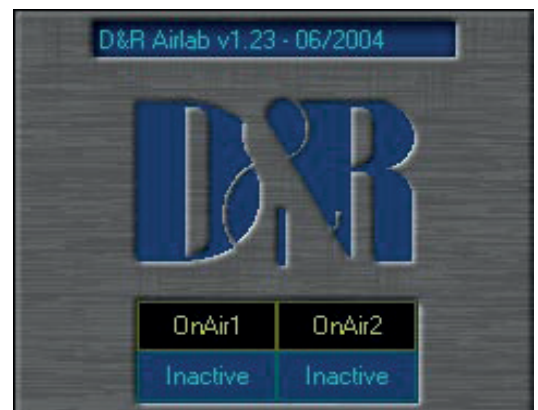 D&R Airlab v1.23 - 06/2004
D&R
OnAir1 OnAir2
Inactive Inactive